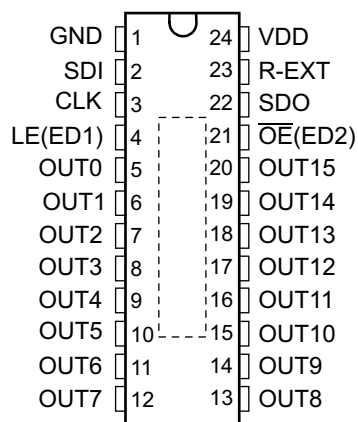 GND 1 24 VDD
SDI 2 23 R-EXT
CLK 3 22 SDO
LE(ED1) 4 21 OE(ED2)
OUT0 5 20 OUT15
OUT1 6 19 OUT14
OUT2 7 18 OUT13
OUT3 8 17 OUT12
OUT4 9 16 OUT11
OUT5 10 15 OUT10
OUT6 11 14 OUT9
OUT7 12 13 OUT8